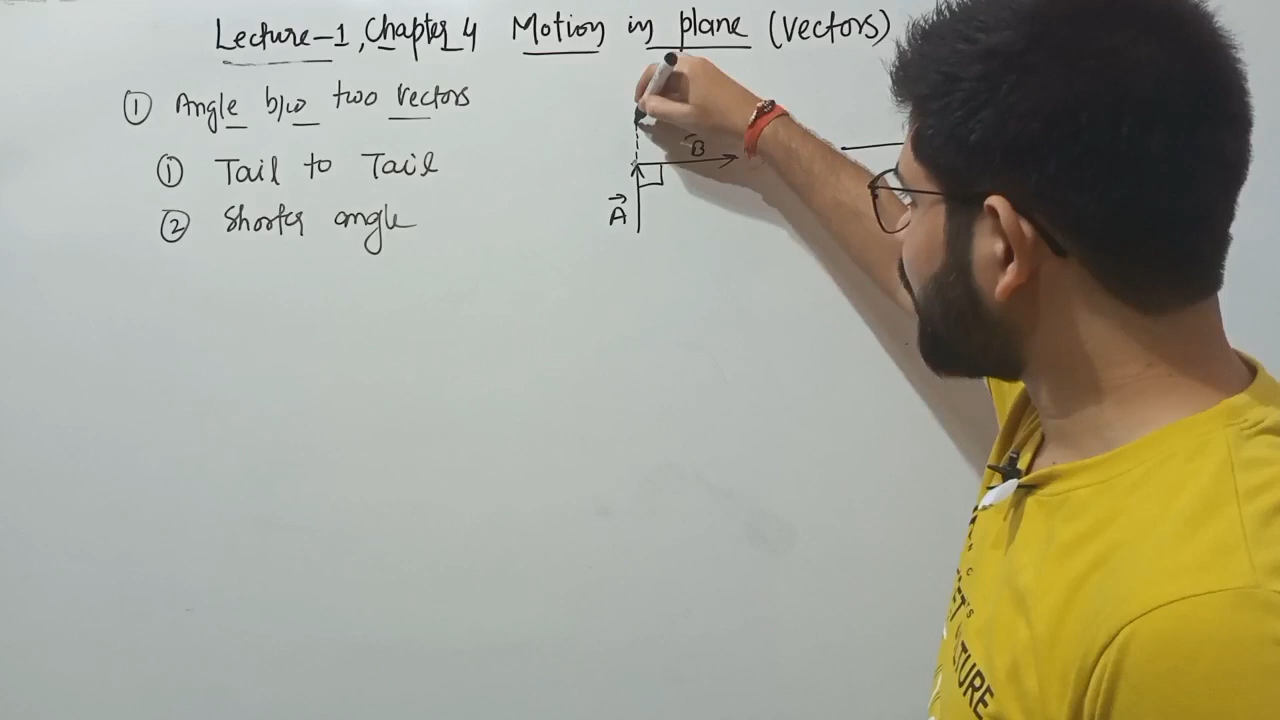 Lecture-1, Chapter 4 Motion in plane (vectors)
① Angle b/w two vectors
① Tail to Tail
② Shorter angle
B
A